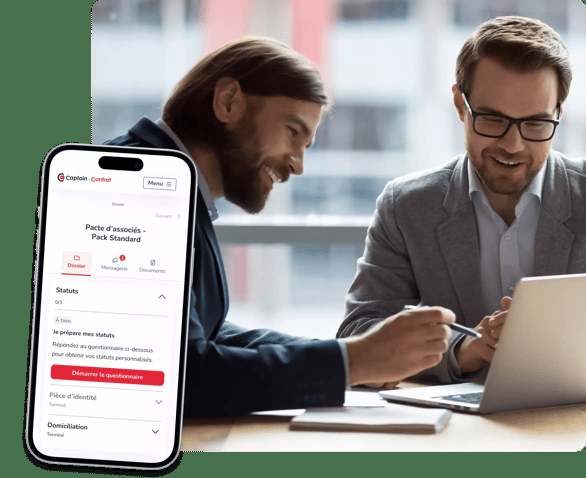 Captain · Contrat
Menu
Dossier
Suivant
Pacte d'associés -
Pack Standard
Dossier
2
Messagerie
Documents
Statuts
0/3
À faire
Je prépare mes statuts
Répondez au questionnaire ci-dessous
pour obtenir vos statuts personnalisés.
Démarrer le questionnaire
Pièce d'identité
Terminé
Domiciliation
Terminé